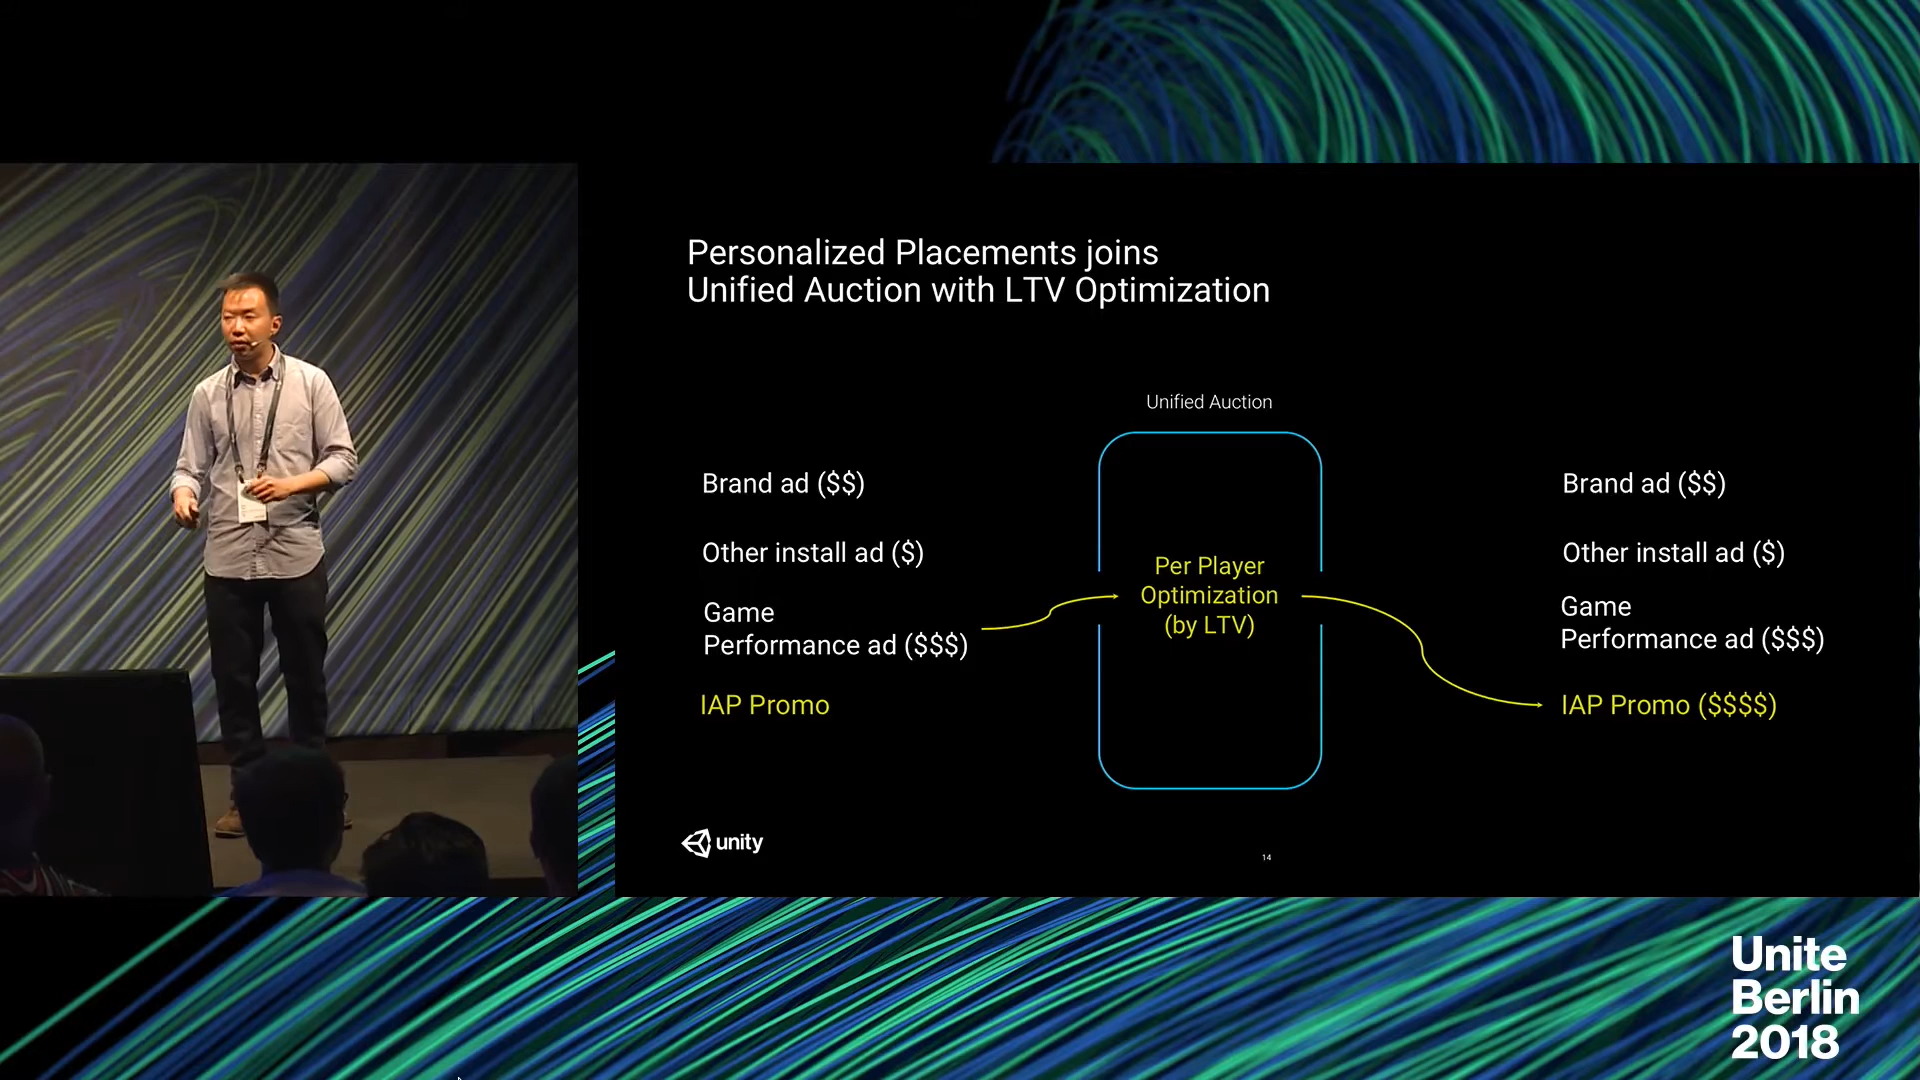 Personalized Placements joins
Unified Auction with LTV Optimization
Unified Auction
Brand ad ($$)
Other install ad ($)
Game
Performance ad ($$$)
IAP Promo
Per Player
Optimization
(by LTV)
Brand ad ($$)
Other install ad ($)
Game
Performance ad ($$$)
IAP Promo ($$$$)
unity
14
Unite
Berlin
2018